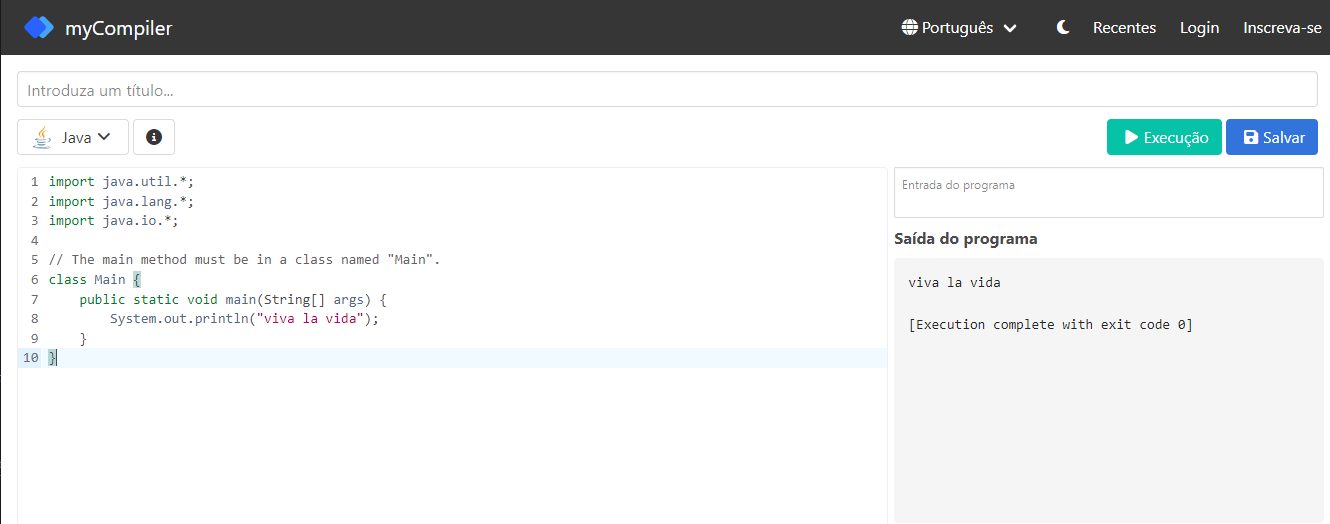 myCompiler
Português
Recentes
Login
Inscreva-se
Introduza um título...
Java
Execução
Salvar
1 import java.util.*;
2 import java.lang.*;
3 import java.io.*;
4
5 // The main method must be in a class named "Main".
6 class Main {
7     public static void main(String[] args) {
8         System.out.println("viva la vida");
9     }
10 }
Entrada do programa
Saída do programa
viva la vida
[Execution complete with exit code 0]